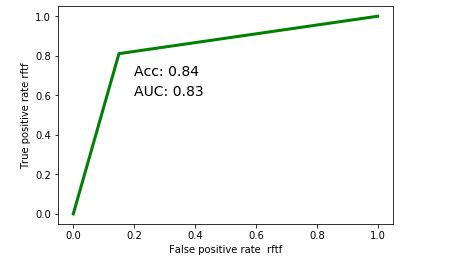 1.0
0.8
0.6
0.4
0.2
0.0
True positive rate rftf
Acc: 0.84
AUC: 0.83
0.0 0.2 0.4 0.6 0.8 1.0
False positive rate  rftf